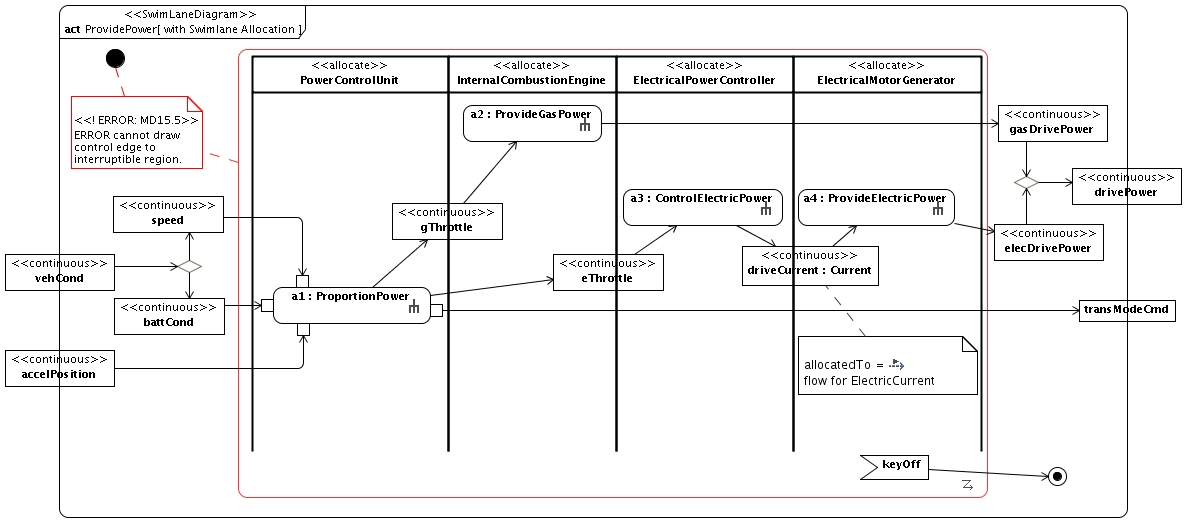 <<SwimLaneDiagram>>
act ProvidePower[ with Swimlane Allocation ]
<<! ERROR: MD15.5>>
ERROR cannot draw
control edge to
interruptible region.
<<allocate>>
PowerControlUnit
<<allocate>>
InternalCombustionEngine
<<allocate>>
ElectricalPowerController
<<allocate>>
ElectricalMotorGenerator
a2 : ProvideGasPower
<<continuous>>
gasDrivePower
<<continuous>>
drivePower
<<continuous>>
speed
<<continuous>>
gThrottle
a3 : ControlElectricPower
a4 : ProvideElectricPower
<<continuous>>
elecDrivePower
<<continuous>>
vehCond
<<continuous>>
eThrottle
<<continuous>>
driveCurrent : Current
<<continuous>>
battCond
a1 : ProportionPower
transModeCmd
<<continuous>>
accelPosition
allocatedTo =
flow for ElectricCurrent
keyOff